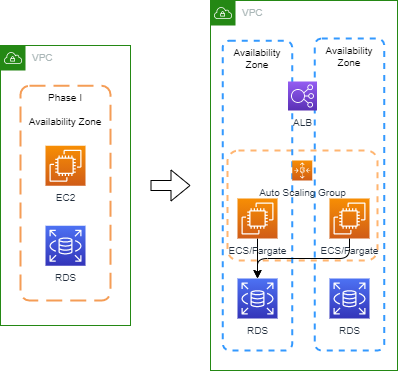 VPC
Phase I
Availability Zone
EC2
RDS
VPC
Availability
Zone
Availability
Zone
ALB
Auto Scaling Group
ECS/Fargate
ECS/Fargate
RDS
RDS